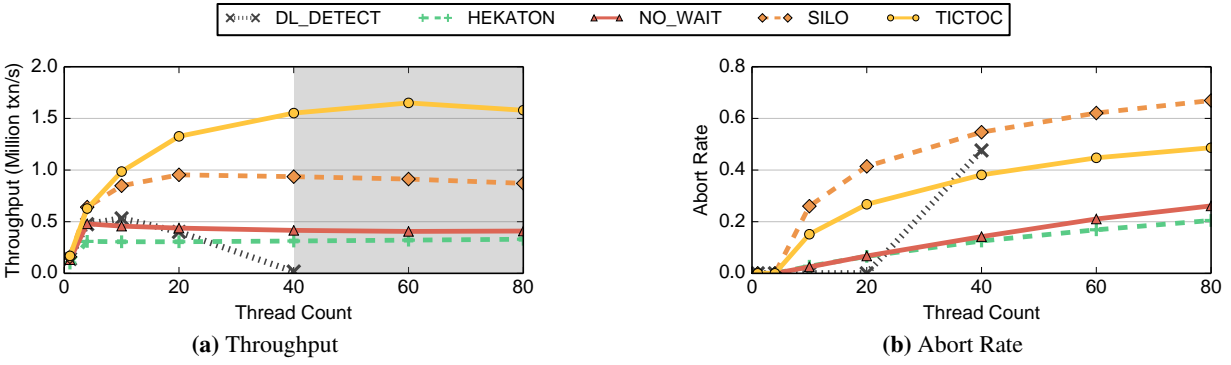 DL_DETECT HEKATON NO_WAIT SILO TICTOC
Throughput (Million txn/s)
2.0
1.5
1.0
0.5
0.0
0 20 40 60 80
Thread Count
(a) Throughput
Abort Rate
0.8
0.6
0.4
0.2
0.0
0 20 40 60 80
Thread Count
(b) Abort Rate